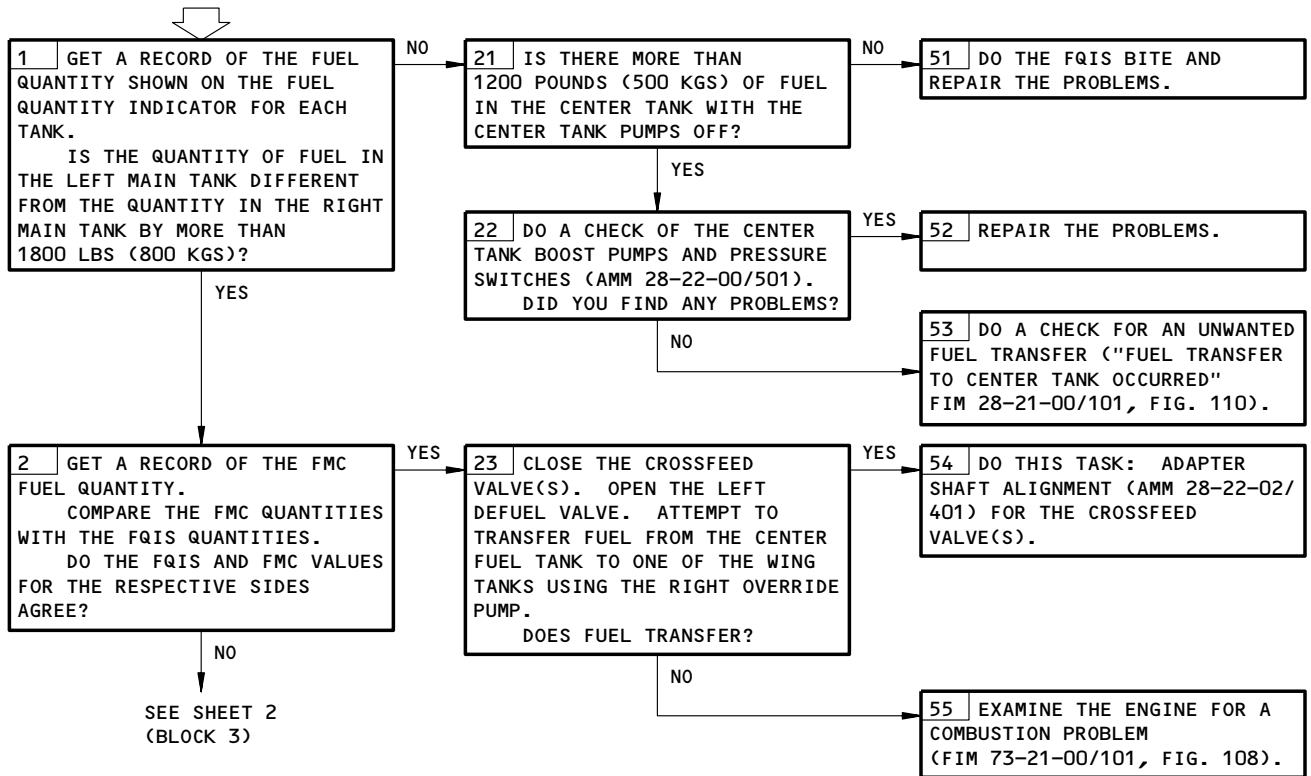 1 GET A RECORD OF THE FUEL
QUANTITY SHOWN ON THE FUEL
QUANTITY INDICATOR FOR EACH
TANK.
IS THE QUANTITY OF FUEL IN
THE LEFT MAIN TANK DIFFERENT
FROM THE QUANTITY IN THE RIGHT
MAIN TANK BY MORE THAN
1800 LBS (800 KGS)?
NO
YES
21 IS THERE MORE THAN
1200 POUNDS (500 KGS) OF FUEL
IN THE CENTER TANK WITH THE
CENTER TANK PUMPS OFF?
NO
YES
51 DO THE FQIS BITE AND
REPAIR THE PROBLEMS.
22 DO A CHECK OF THE CENTER
TANK BOOST PUMPS AND PRESSURE
SWITCHES (AMM 28-22-00/501).
DID YOU FIND ANY PROBLEMS?
YES
NO
52 REPAIR THE PROBLEMS.
53 DO A CHECK FOR AN UNWANTED
FUEL TRANSFER ("FUEL TRANSFER
TO CENTER TANK OCCURRED"
FIM 28-21-00/101, FIG. 110).
2 GET A RECORD OF THE FMC
FUEL QUANTITY.
COMPARE THE FMC QUANTITIES
WITH THE FQIS QUANTITIES.
DO THE FQIS AND FMC VALUES
FOR THE RESPECTIVE SIDES
AGREE?
YES
NO
SEE SHEET 2
(BLOCK 3)
23 CLOSE THE CROSSFEED
VALVE(S). OPEN THE LEFT
DEFUEL VALVE. ATTEMPT TO
TRANSFER FUEL FROM THE CENTER
FUEL TANK TO ONE OF THE WING
TANKS USING THE RIGHT OVERRIDE
PUMP.
DOES FUEL TRANSFER?
YES
NO
54 DO THIS TASK: ADAPTER
SHAFT ALIGNMENT (AMM 28-22-02/
401) FOR THE CROSSFEED
VALVE(S).
55 EXAMINE THE ENGINE FOR A
COMBUSTION PROBLEM
(FIM 73-21-00/101, FIG. 108).